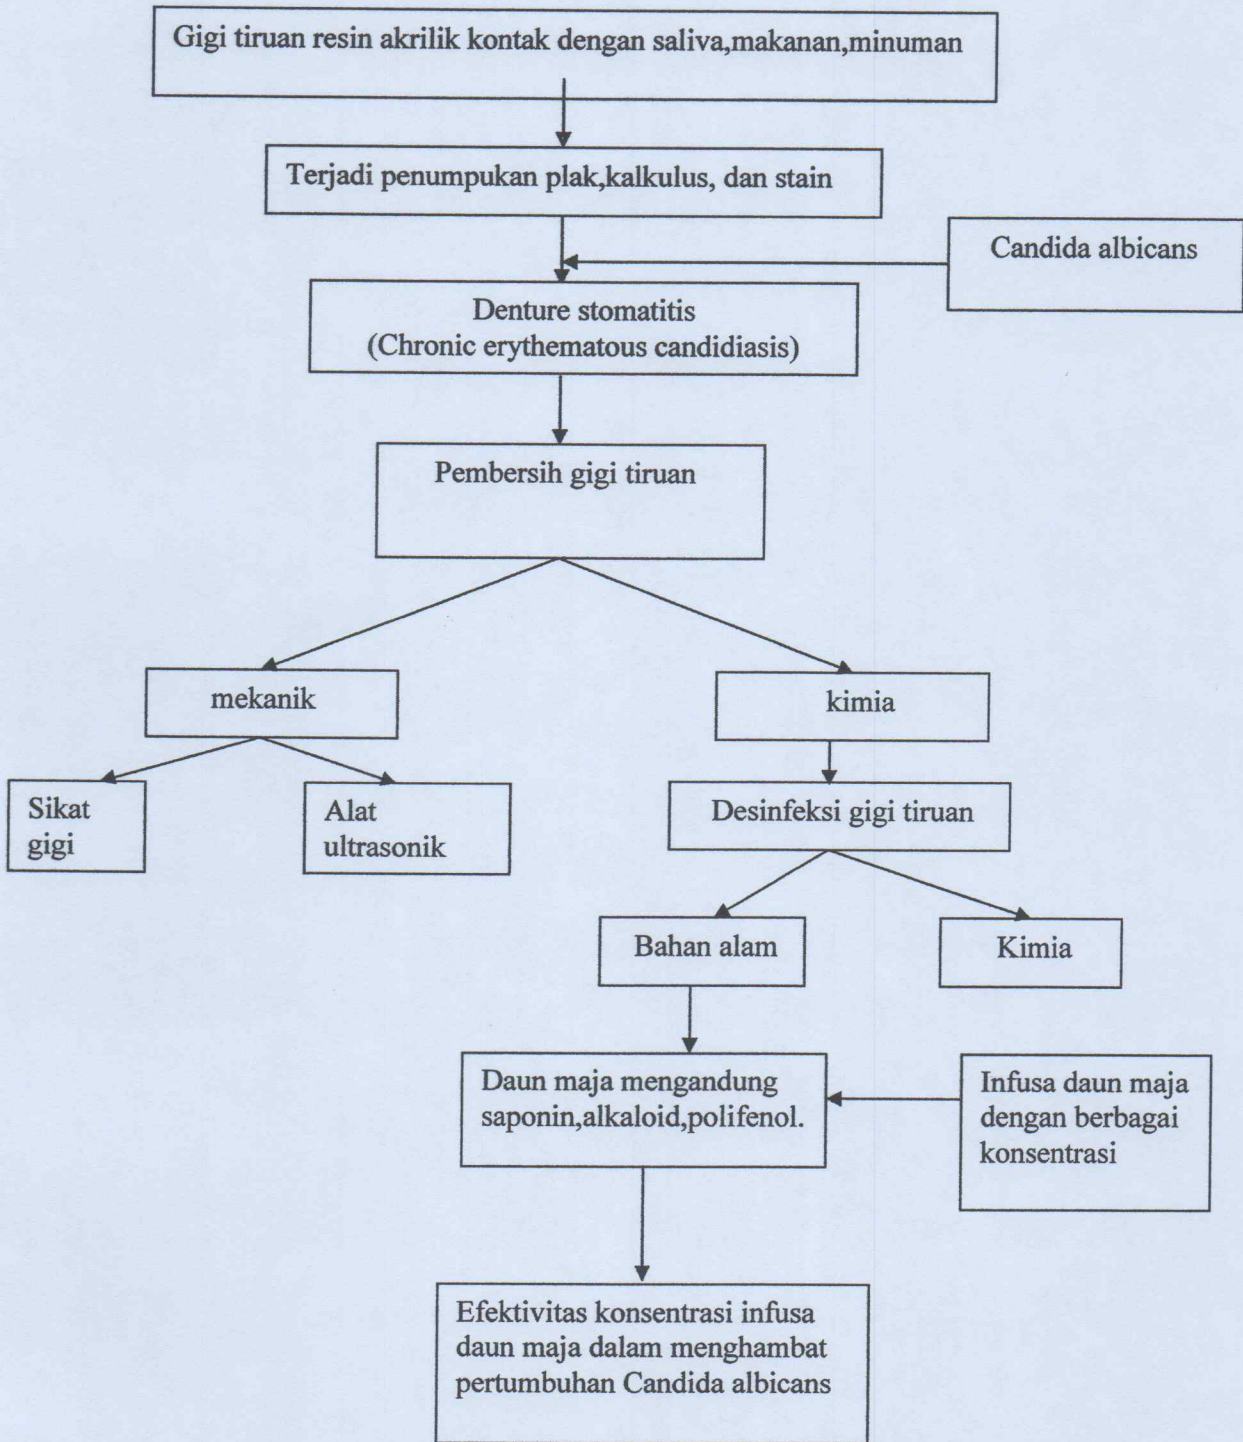 Gigi tiruan resin akrilik kontak dengan saliva,makanan,minuman
Terjadi penumpukan plak,kalkulus, dan stain
Candida albicans
Denture stomatitis
(Chronic erythematous candidiasis)
Pembersih gigi tiruan
mekanik
kimia
Sikat
gigi
Alat
ultrasonik
Desinfeksi gigi tiruan
Bahan alam
Kimia
Daun maja mengandung
saponin,alkaloid,polifenol.
Infusa daun maja
dengan berbagai
konsentrasi
Efektivitas konsentrasi infusa
daun maja dalam menghambat
pertumbuhan Candida albicans